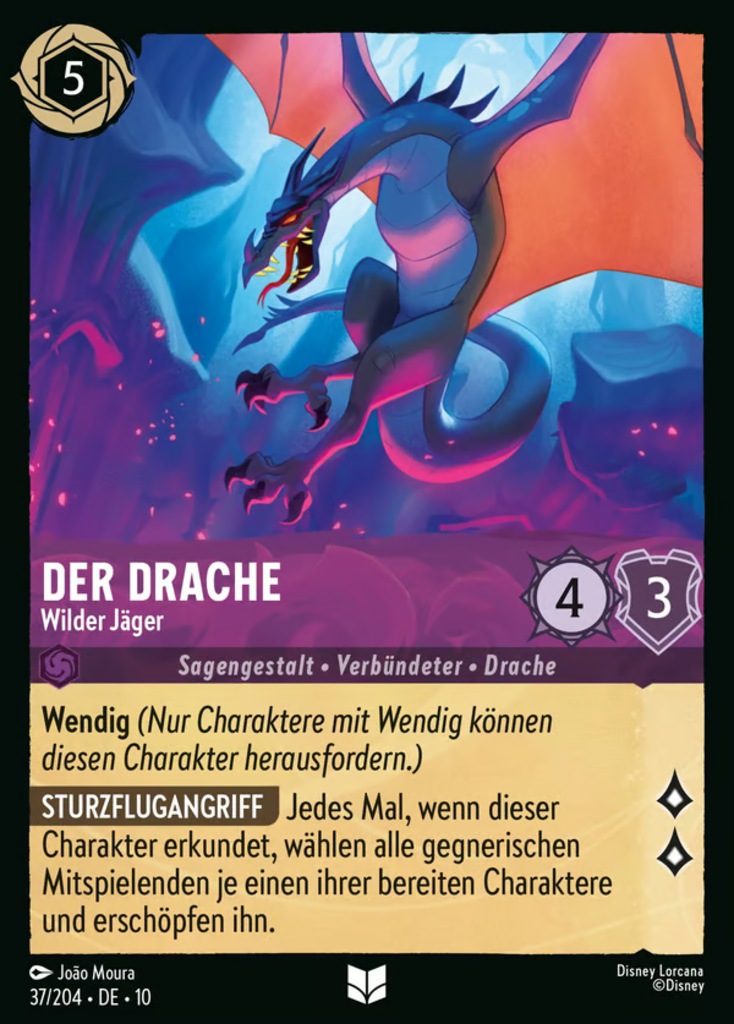 5
DER DRACHE
Wilder Jäger
4
3
Sagengestalt • Verbündeter • Drache
Wendig (Nur Charaktere mit Wendig können
diesen Charakter herausfordern.)
STURZFLUGANGRIFF Jedes Mal, wenn dieser
Charakter erkundet, wählen alle gegnerischen
Mitspielenden je einen ihrer bereiten Charaktere
und erschöpfen ihn.
João Moura
37/204 • DE • 10
Disney Lorcana
©Disney